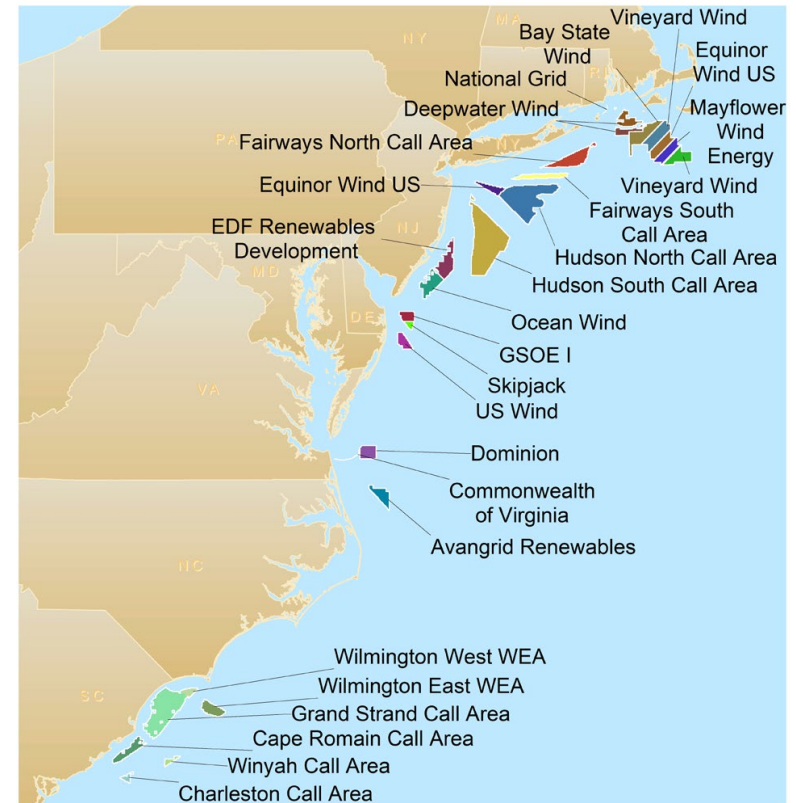 Vineyard Wind
Bay State
Wind
Equinor
Wind US
National Grid
Deepwater Wind
Mayflower
Wind
Energy
Fairways North Call Area
Vineyard Wind
Equinor Wind US
Fairways South
Call Area
EDF Renewables
Development
Hudson North Call Area
Hudson South Call Area
Ocean Wind
GSOE I
Skipjack
US Wind
Dominion
Commonwealth
of Virginia
Avangrid Renewables
Wilmington West WEA
Wilmington East WEA
Grand Strand Call Area
Cape Romain Call Area
Winyah Call Area
Charleston Call Area
NY
MA
RI
PA
NY
NJ
MD
DE
VA
NC
SC